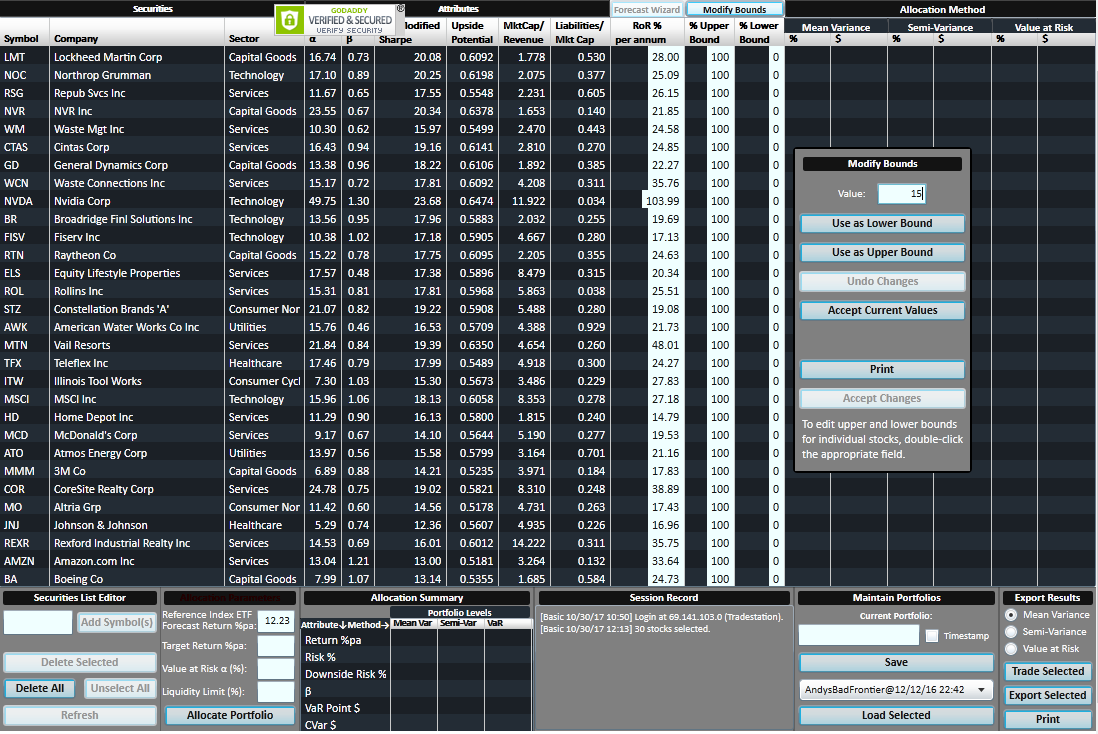 Securities
Attributes
Forecast Wizard
Modify Bounds
Allocation Method
GODADDY
VERIFIED & SECURED
VERIFY SECURITY
®
Mean Variance Semi-Variance Value at Risk
Symbol Company Sector α β Modified Sharpe Upside Potential MktCap/ Revenue Liabilities/ Mkt Cap RoR % per annum % Upper Bound % Lower Bound % $ % $ % $
LMT Lockheed Martin Corp Capital Goods 16.74 0.73 20.08 0.6092 1.778 0.530 28.00 100 0
NOC Northrop Grumman Technology 17.10 0.89 20.25 0.6198 2.075 0.377 25.09 100 0
RSG Repub Svcs Inc Services 11.67 0.65 17.55 0.5548 2.231 0.605 26.15 100 0
NVR NVR Inc Capital Goods 23.55 0.67 20.34 0.6378 1.653 0.140 21.85 100 0
WM Waste Mgt Inc Services 10.30 0.62 15.97 0.5499 2.470 0.443 24.58 100 0
CTAS Cintas Corp Services 16.43 0.94 19.16 0.6141 2.810 0.270 24.85 100 0
GD General Dynamics Corp Capital Goods 13.38 0.96 18.22 0.6106 1.892 0.385 22.27 100 0
WCN Waste Connections Inc Services 15.17 0.72 17.81 0.6092 4.208 0.311 35.76 100 0
NVDA Nvidia Corp Technology 49.75 1.30 23.68 0.6474 11.922 0.034 103.99 100 0
BR Broadridge Finl Solutions Inc Technology 13.56 0.95 17.96 0.5883 2.032 0.255 19.69 100 0
FISV Fiserv Inc Technology 10.38 1.02 17.18 0.5905 4.667 0.280 17.13 100 0
RTN Raytheon Co Capital Goods 15.22 0.78 17.75 0.6095 2.205 0.355 24.63 100 0
ELS Equity Lifestyle Properties Services 17.57 0.48 17.38 0.5896 8.479 0.315 20.34 100 0
ROL Rollins Inc Services 15.31 0.81 17.81 0.5968 5.863 0.038 25.51 100 0
STZ Constellation Brands 'A' Consumer Nor 21.07 0.82 19.22 0.5908 5.488 0.280 19.08 100 0
AWK American Water Works Co Inc Utilities 15.76 0.46 16.53 0.5709 4.388 0.929 21.73 100 0
MTN Vail Resorts Services 21.84 0.84 19.39 0.6350 4.654 0.260 48.01 100 0
TFX Teleflex Inc Healthcare 17.46 0.79 17.99 0.5489 4.918 0.300 24.27 100 0
ITW Illinois Tool Works Consumer Cycl 7.30 1.03 15.30 0.5673 3.486 0.229 27.83 100 0
MSCI MSCI Inc Technology 15.96 1.06 18.13 0.6058 8.353 0.278 27.18 100 0
HD Home Depot Inc Services 11.29 0.90 16.13 0.5800 1.815 0.240 14.79 100 0
MCD McDonald's Corp Services 9.17 0.67 14.10 0.5644 5.190 0.277 19.53 100 0
ATO Atmos Energy Corp Utilities 13.97 0.56 15.58 0.5799 3.164 0.701 21.16 100 0
MMM 3M Co Capital Goods 6.89 0.88 14.21 0.5235 3.971 0.184 17.83 100 0
COR CoreSite Realty Corp Services 24.78 0.75 19.02 0.5821 8.310 0.248 38.89 100 0
MO Altria Grp Consumer Nor 11.42 0.60 14.56 0.5178 4.731 0.263 17.43 100 0
JNJ Johnson & Johnson Healthcare 5.29 0.74 12.36 0.5607 4.935 0.226 16.96 100 0
REXR Rexford Industrial Realty Inc Services 14.53 0.69 16.01 0.6012 14.222 0.311 35.75 100 0
AMZN Amazon.com Inc Services 13.04 1.21 13.00 0.5181 3.264 0.132 33.64 100 0
BA Boeing Co Capital Goods 7.99 1.07 13.14 0.5355 1.685 0.584 24.73 100 0
Modify Bounds
Value: 15
Use as Lower Bound
Use as Upper Bound
Undo Changes
Accept Current Values
Print
Accept Changes
To edit upper and lower bounds
for individual stocks, double-click
the appropriate field.
Securities List Editor
Add Symbol(s)
Delete Selected
Delete All Unselect All
Refresh
Allocation Parameters
Reference Index ETF
Forecast Return %pa: 12.23
Target Return %pa:
Value at Risk α (%):
Liquidity Limit (%):
Allocate Portfolio
Allocation Summary
Portfolio Levels
Attribute↓Method→ Mean Var Semi-Var VaR
Return %pa
Risk %
Downside Risk %
β
VaR Point $
CVar $
Session Record
[Basic 10/30/17 10:50] Login at 69.141.103.0 (Tradestation).
[Basic 10/30/17 12:13] 30 stocks selected.
Maintain Portfolios
Current Portfolio:
Timestamp
Save
AndysBadFrontier@12/12/16 22:42
Load Selected
Export Results
Mean Variance
Semi-Variance
Value at Risk
Trade Selected
Export Selected
Print